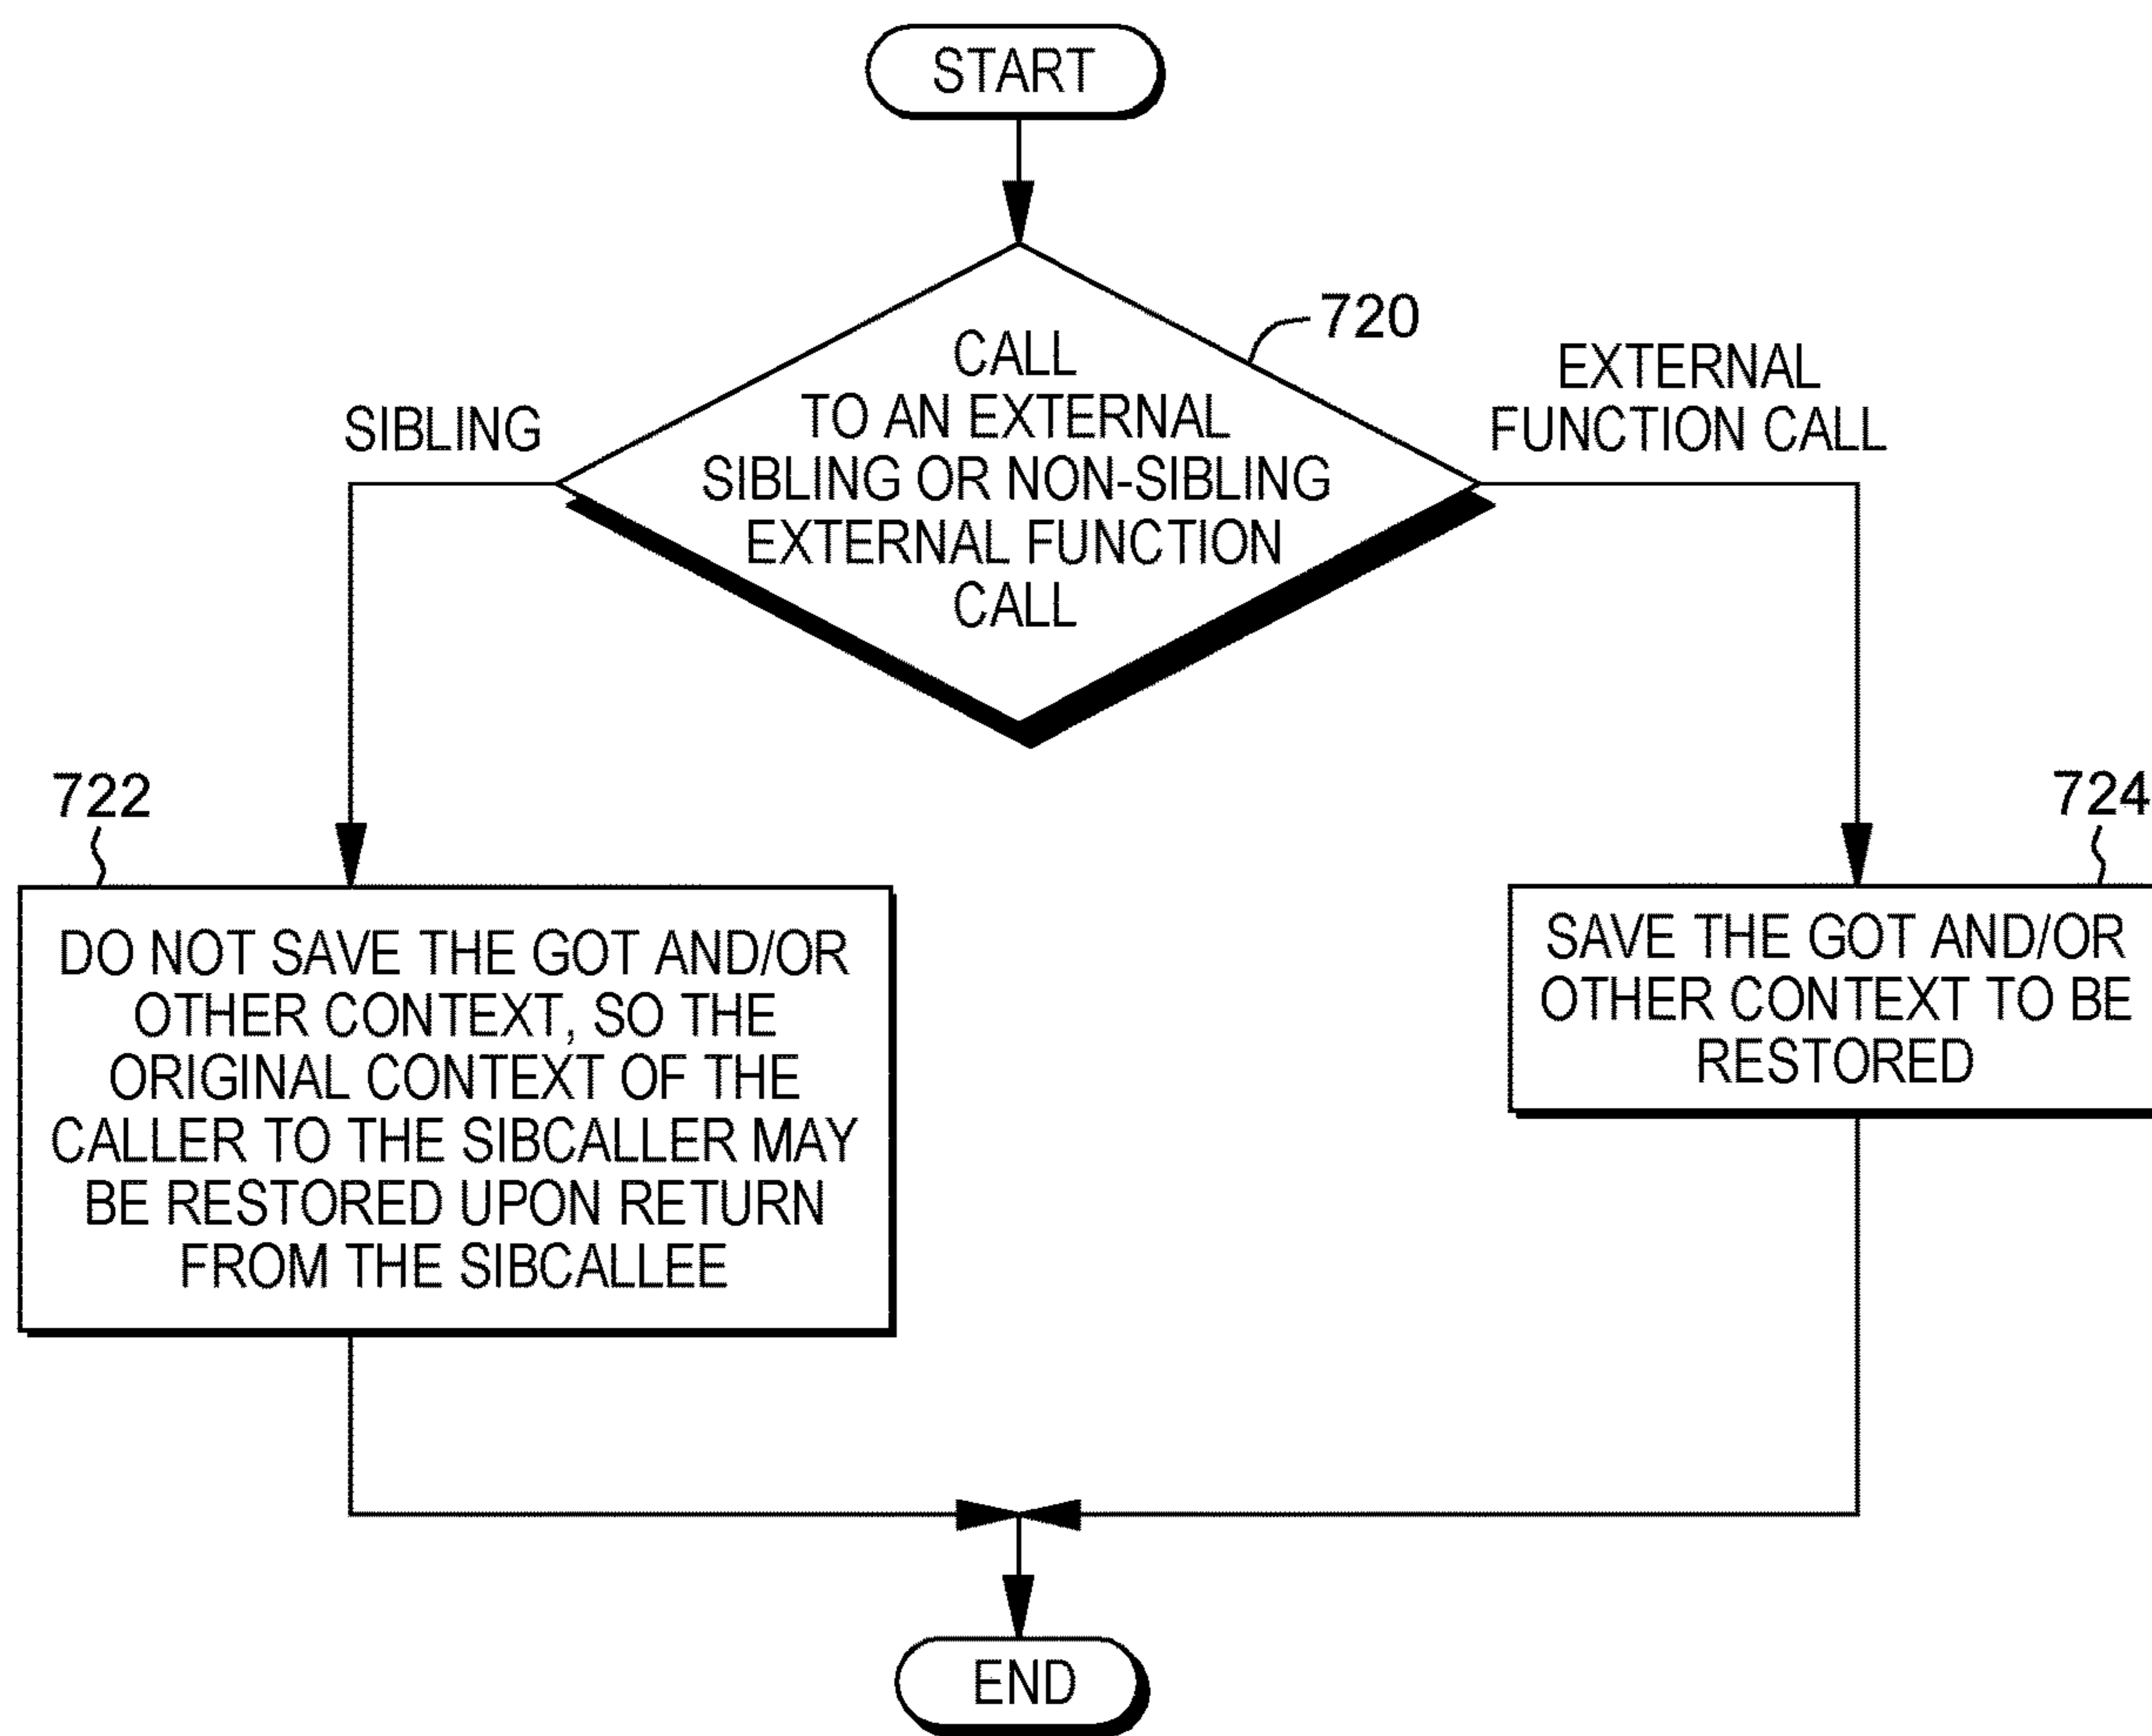 START
720
CALL
TO AN EXTERNAL
SIBLING OR NON-SIBLING
EXTERNAL FUNCTION
CALL
SIBLING
EXTERNAL
FUNCTION CALL
722
DO NOT SAVE THE GOT AND/OR
OTHER CONTEXT, SO THE
ORIGINAL CONTEXT OF THE
CALLER TO THE SIBCALLER MAY
BE RESTORED UPON RETURN
FROM THE SIBCALLEE
724
SAVE THE GOT AND/OR
OTHER CONTEXT TO BE
RESTORED
END